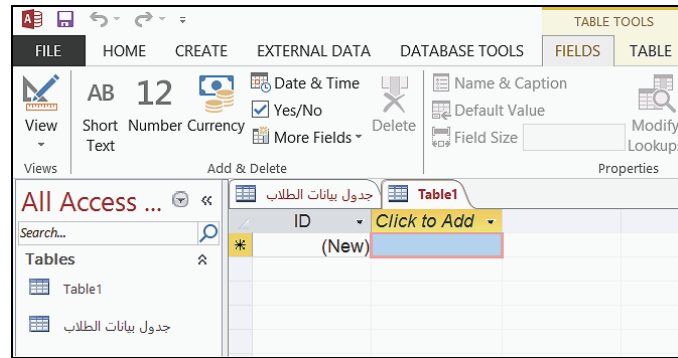 TABLE TOOLS
FILE HOME CREATE EXTERNAL DATA DATABASE TOOLS FIELDS TABLE
View
Views
AB Short Text
12 Number
Currency
Date & Time
Yes/No
More Fields
Delete
Add & Delete
Name & Caption
Default Value
Field Size
Modify Lookups
Properties
All Access ...
Search...
Tables
Table1
جدول بيانات الطلاب
جدول بيانات الطلاب Table1
ID Click to Add
(New)